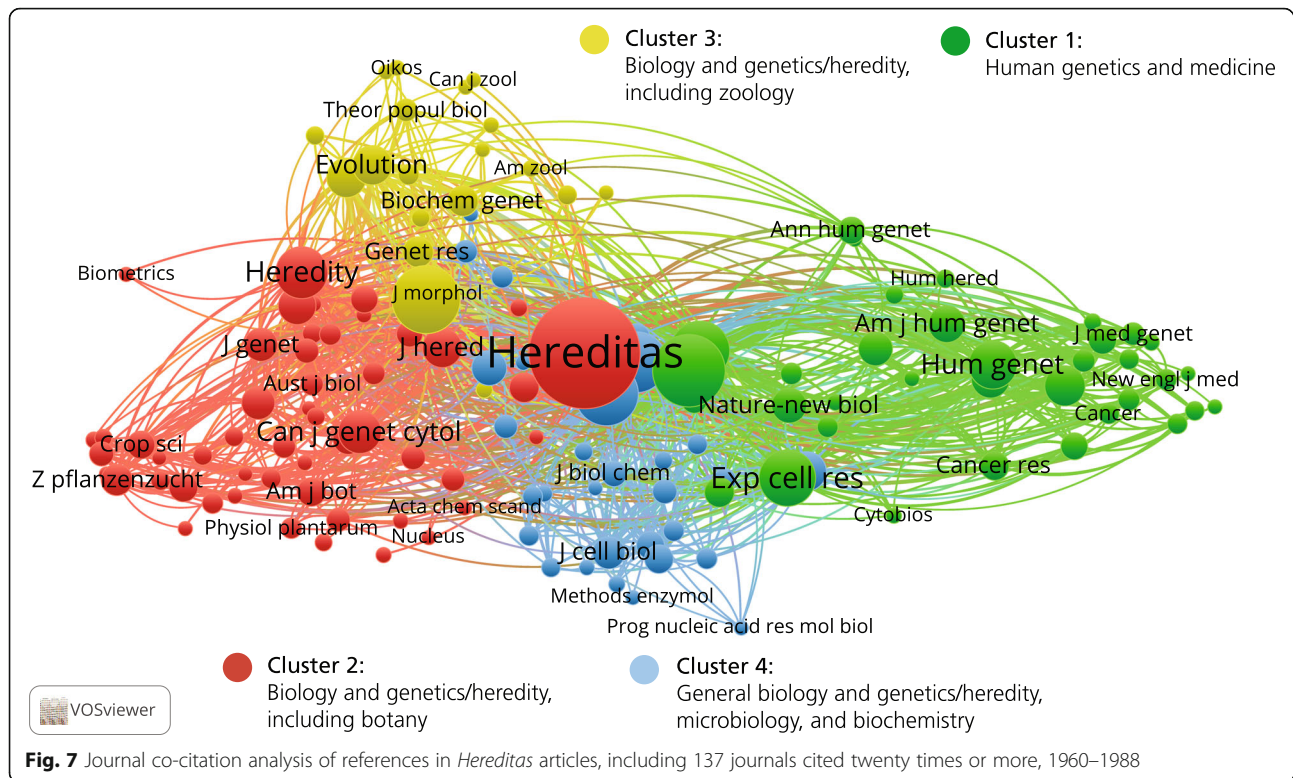 Cluster 3:
Biology and genetics/heredity,
including zoology
Cluster 1:
Human genetics and medicine
Oikos
Can j zool
Theor popul biol
Evolution
Am zool
Biochem genet
Ann hum genet
Genet res
Heredity
Biometrics
Hum hered
J morphol
Am j hum genet
J med genet
J genet
J hered
Hereditas
Hum genet
New engl j med
Aust j biol
Nature-new biol
Cancer
Can j genet cytol
Crop sci
Z pflanzenzucht
J biol chem
Exp cell res
Cancer res
Am j bot
Acta chem scand
Cytobios
Physiol plantarum
Nucleus
J cell biol
Methods enzymol
Prog nucleic acid res mol biol
Cluster 2:
Biology and genetics/heredity,
including botany
Cluster 4:
General biology and genetics/heredity,
microbiology, and biochemistry
VOSviewer
Fig. 7 Journal co-citation analysis of references in Hereditas articles, including 137 journals cited twenty times or more, 1960–1988